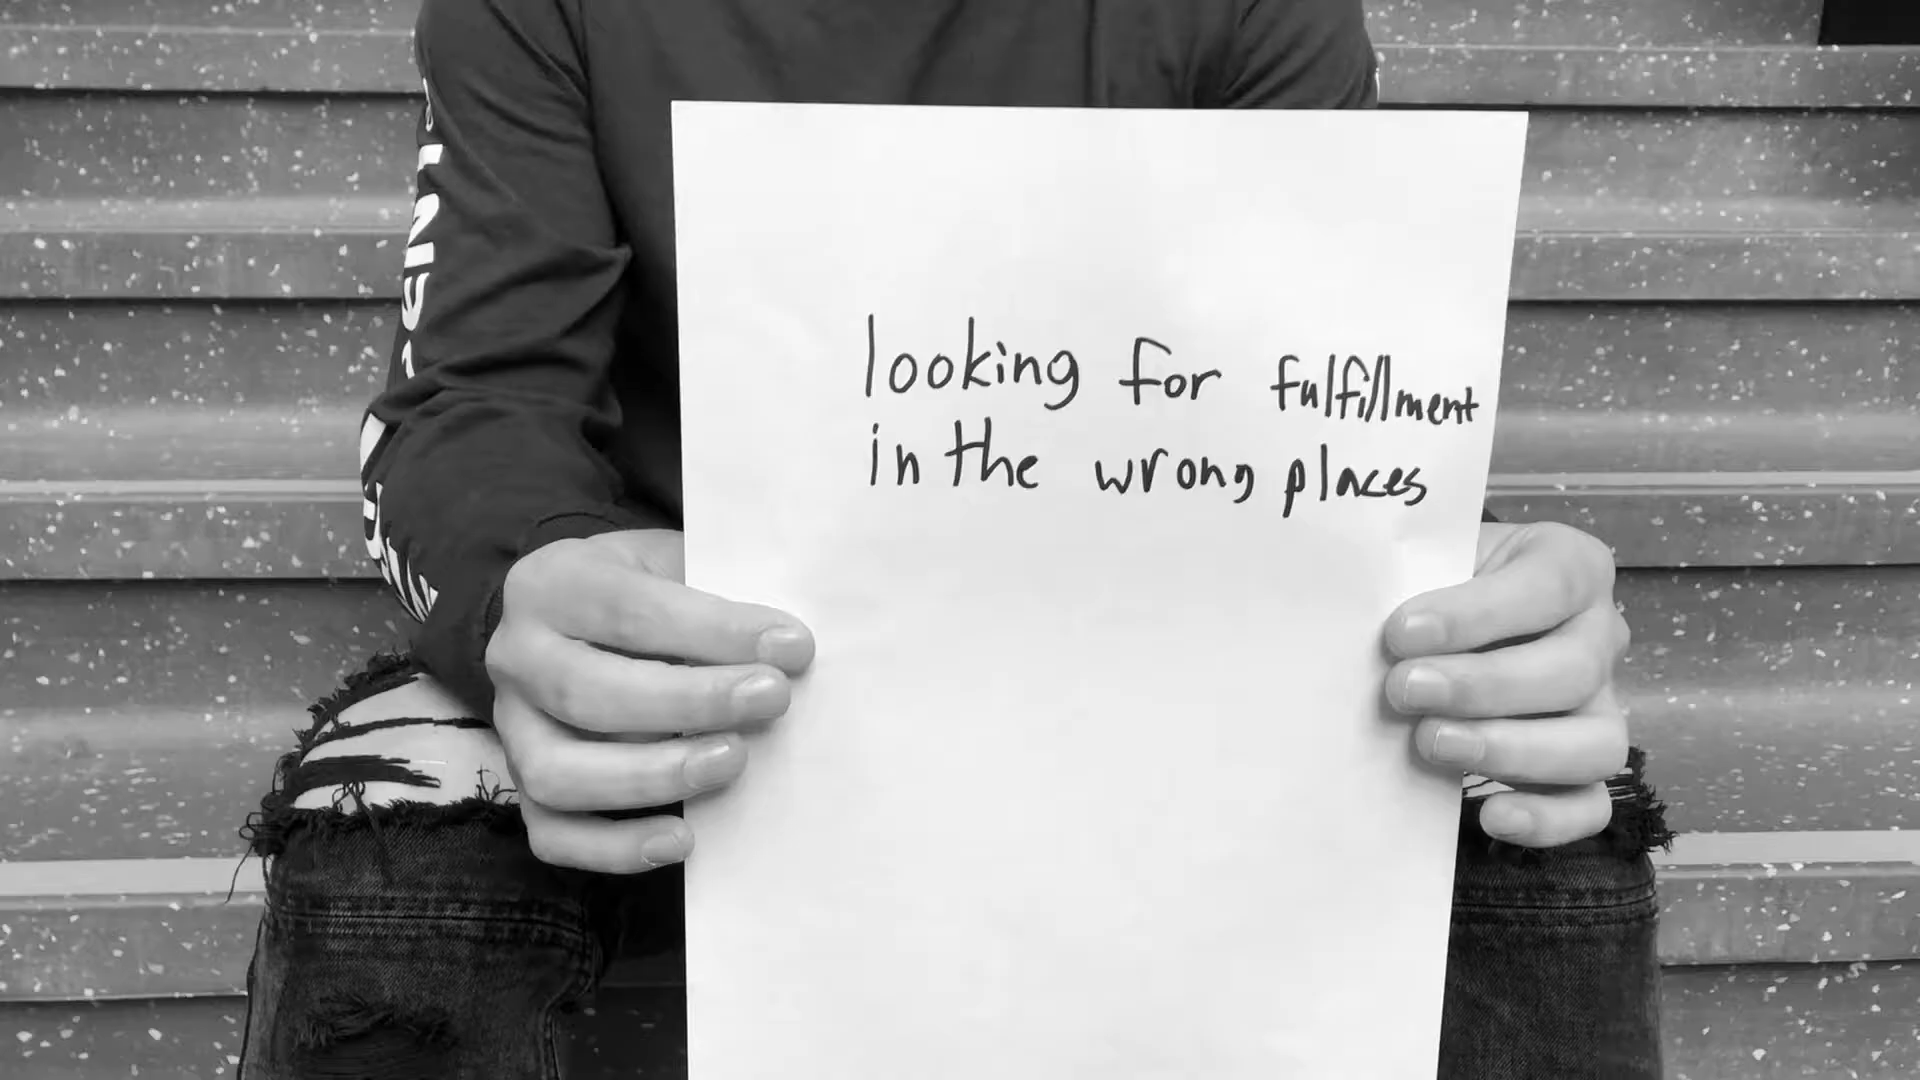 looking for fulfillment
in the wrong places